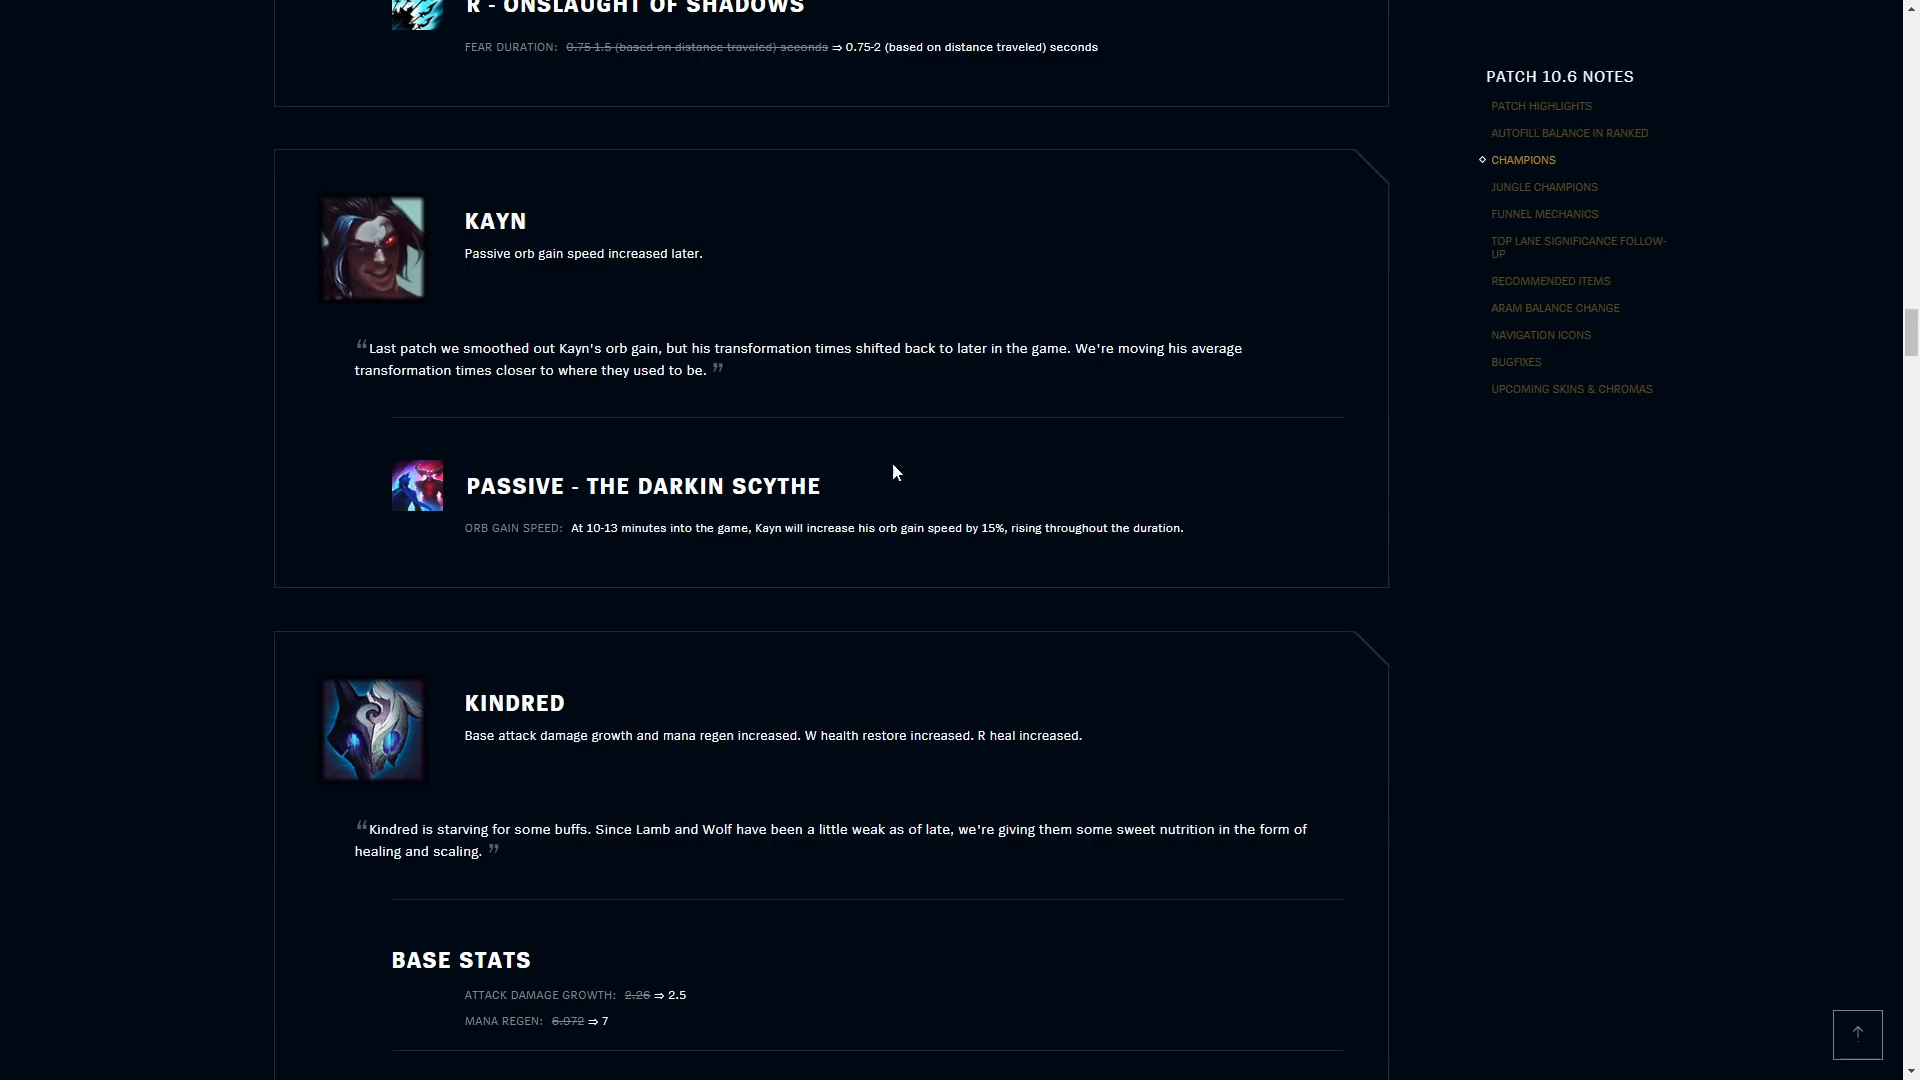 R - ONSLAUGHT OF SHADOWS
FEAR DURATION: 0.75-1.5 (based on distance traveled) seconds ⇒ 0.75-2 (based on distance traveled) seconds
KAYN
Passive orb gain speed increased later.
“Last patch we smoothed out Kayn's orb gain, but his transformation times shifted back to later in the game. We're moving his average
transformation times closer to where they used to be. ”
PASSIVE - THE DARKIN SCYTHE
ORB GAIN SPEED: At 10-13 minutes into the game, Kayn will increase his orb gain speed by 15%, rising throughout the duration.
KINDRED
Base attack damage growth and mana regen increased. W health restore increased. R heal increased.
“Kindred is starving for some buffs. Since Lamb and Wolf have been a little weak as of late, we're giving them some sweet nutrition in the form of
healing and scaling. ”
BASE STATS
ATTACK DAMAGE GROWTH: 2.26 ⇒ 2.5
MANA REGEN: 6.972 ⇒ 7
PATCH 10.6 NOTES
PATCH HIGHLIGHTS
AUTOFILL BALANCE IN RANKED
CHAMPIONS
JUNGLE CHAMPIONS
FUNNEL MECHANICS
TOP LANE SIGNIFICANCE FOLLOW-
UP
RECOMMENDED ITEMS
ARAM BALANCE CHANGE
NAVIGATION ICONS
BUGFIXES
UPCOMING SKINS & CHROMAS